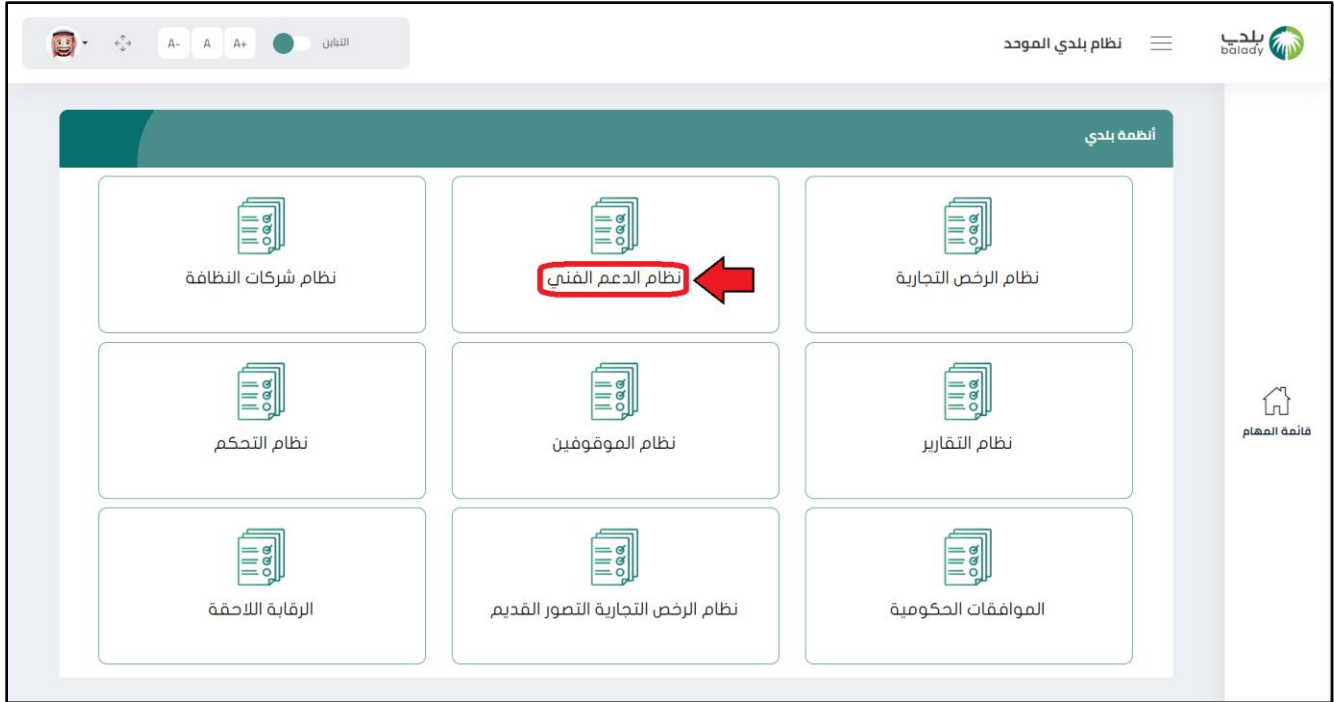 بلدي
balady
نظام بلدي الموحد
التباين
A+ A A-
أنظمة بلدي
نظام الرخص التجارية
نظام الدعم الفني
نظام شركات النظافة
نظام التقارير
نظام الموقوفين
نظام التحكم
الموافقات الحكومية
نظام الرخص التجارية التصور القديم
الرقابة اللاحقة
قائمة المهام